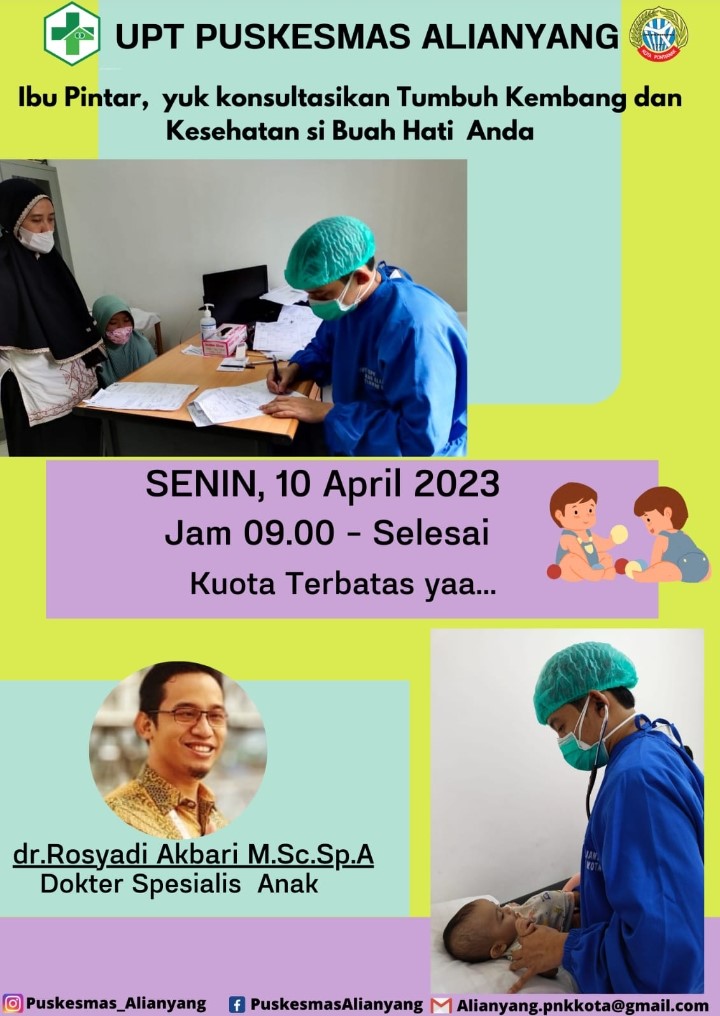 UPT PUSKESMAS ALIANYANG
Ibu Pintar, yuk konsultasikan Tumbuh Kembang dan
Kesehatan si Buah Hati Anda
SENIN, 10 April 2023
Jam 09.00 - Selesai
Kuota Terbatas yaa...
dr.Rosyadi Akbari M.Sc.Sp.A
Dokter Spesialis Anak
Puskesmas_Alianyang PuskesmasAlianyang Alianyang.pnkkota@gmail.com